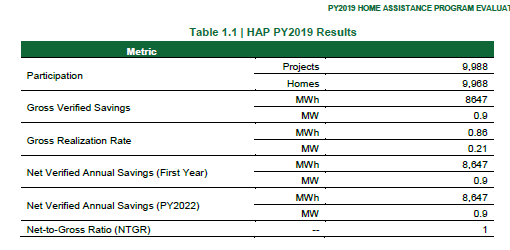 PY2019 HOME ASSISTANCE PROGRAM EVALUAT
Table 1.1 | HAP PY2019 Results
Metric
Participation Projects 9,988
Homes 9,968
Gross Verified Savings MWh 8647
MW 0.9
Gross Realization Rate MWh 0.86
MW 0.21
Net Verified Annual Savings (First Year) MWh 8,647
MW 0.9
Net Verified Annual Savings (PY2022) MWh 8,647
MW 0.9
Net-to-Gross Ratio (NTGR) -- 1